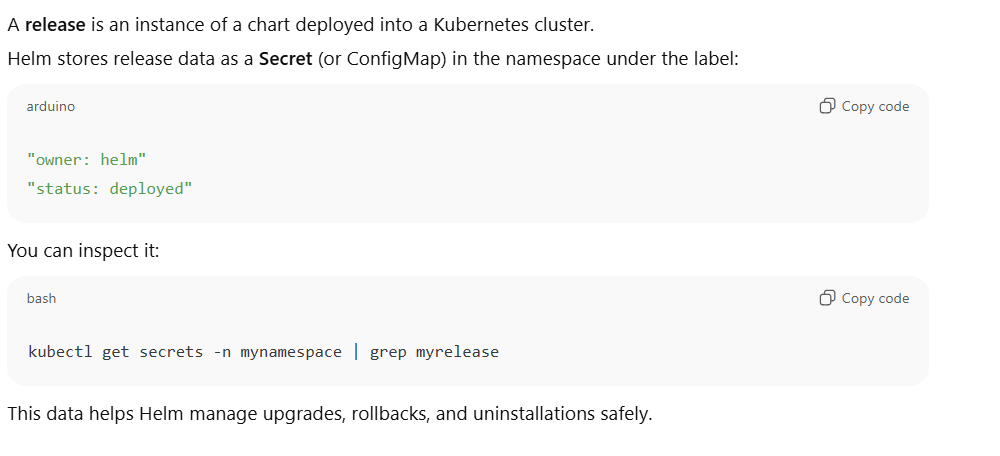 A release is an instance of a chart deployed into a Kubernetes cluster.
Helm stores release data as a Secret (or ConfigMap) in the namespace under the label:
arduino Copy code
"owner: helm"
"status: deployed"
You can inspect it:
bash Copy code
kubectl get secrets -n mynamespace | grep myrelease
This data helps Helm manage upgrades, rollbacks, and uninstallations safely.